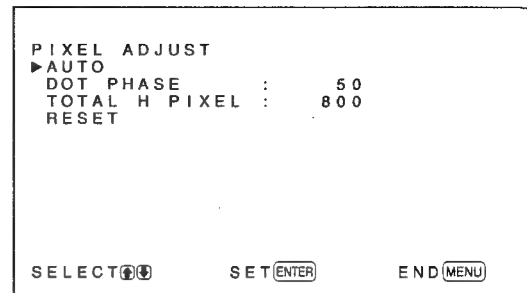 PIXEL ADJUST
▶AUTO
DOT PHASE : 50
TOTAL H PIXEL : 800
RESET
SELECT⬆⬇ SET ENTER END MENU